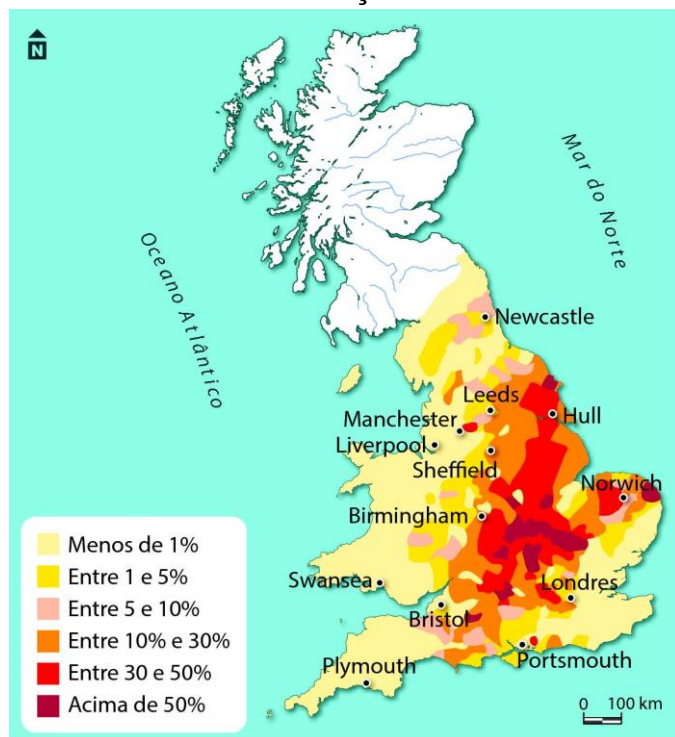 N
Mar do Norte
Oceano Atlântico
Newcastle
Leeds
Hull
Manchester
Liverpool
Sheffield
Norwich
Birmingham
Swansea
Londres
Bristol
Portsmouth
Plymouth
Menos de 1%
Entre 1 e 5%
Entre 5 e 10%
Entre 10% e 30%
Entre 30 e 50%
Acima de 50%
0 100 km